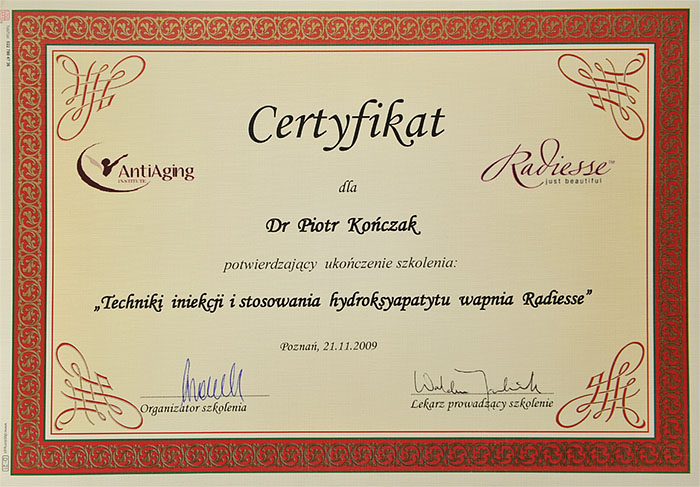 Certyfikat
AntiAging
INSTITUTE
Radiesse™
just beautiful
dla
Dr Piotr Kończak
potwierdzający ukończenie szkolenia:
„Techniki iniekcji i stosowania hydroksyapatytu wapnia Radiesse”
Poznań, 21.11.2009
Organizator szkolenia
Lekarz prowadzący szkolenie